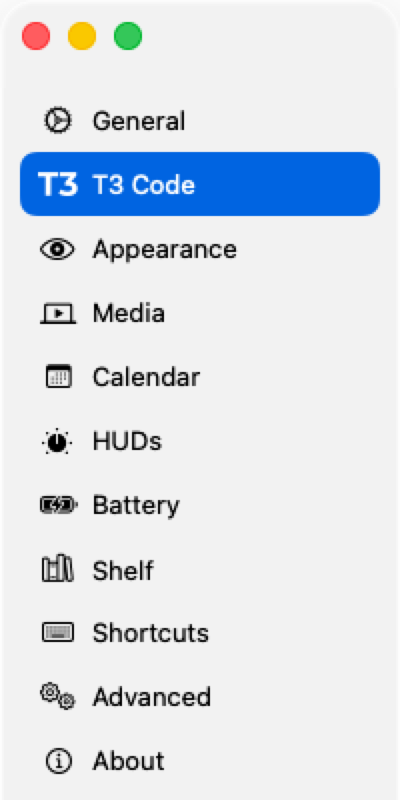 General
T3 T3 Code
Appearance
Media
Calendar
HUDs
Battery
Shelf
Shortcuts
Advanced
About